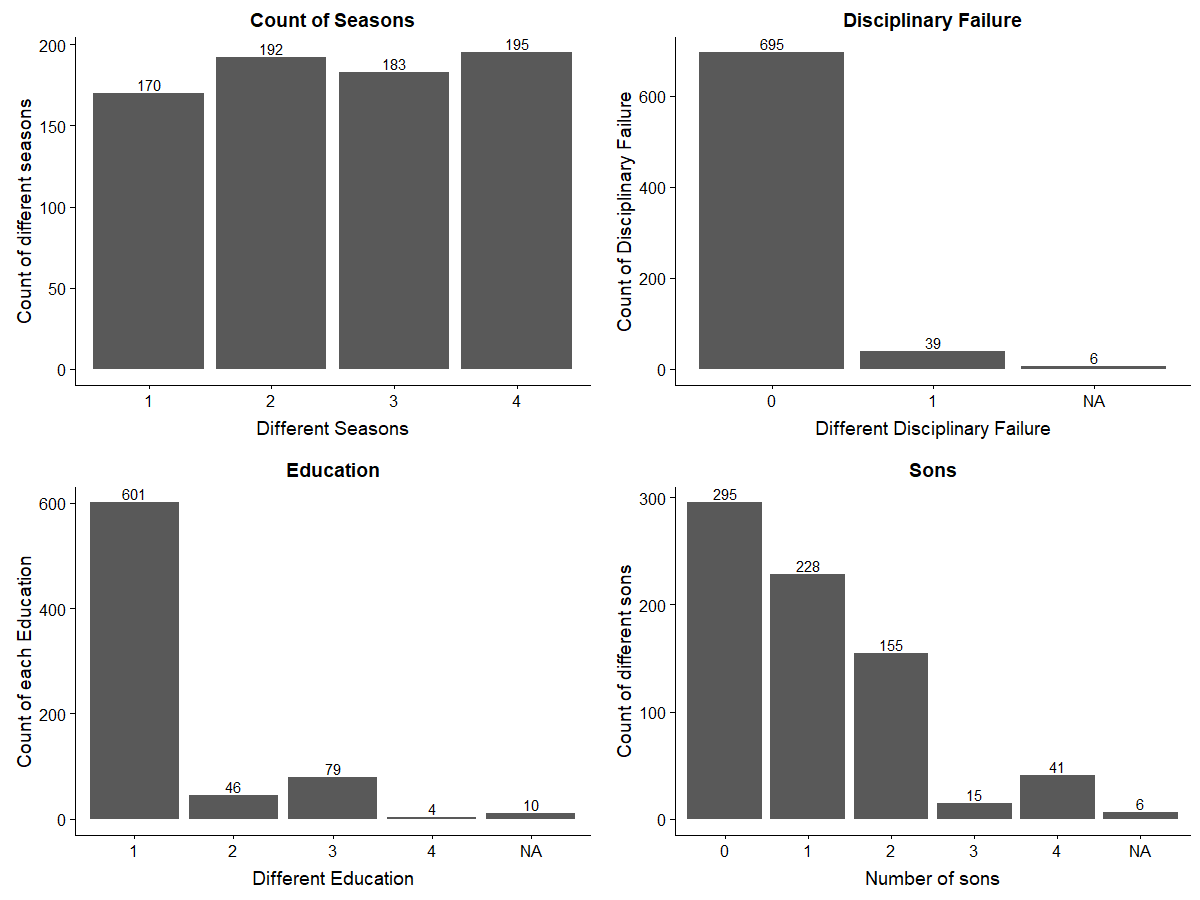 Count of Seasons
Count of different seasons
200
150
100
50
0
170
192
183
195
1 2 3 4
Different Seasons
Disciplinary Failure
Count of Disciplinary Failure
600
400
200
0
695
39
6
0 1 NA
Different Disciplinary Failure
Education
Count of each Education
600
400
200
0
601
46
79
4
10
1 2 3 4 NA
Different Education
Sons
Count of different sons
300
200
100
0
295
228
155
15
41
6
0 1 2 3 4 NA
Number of sons